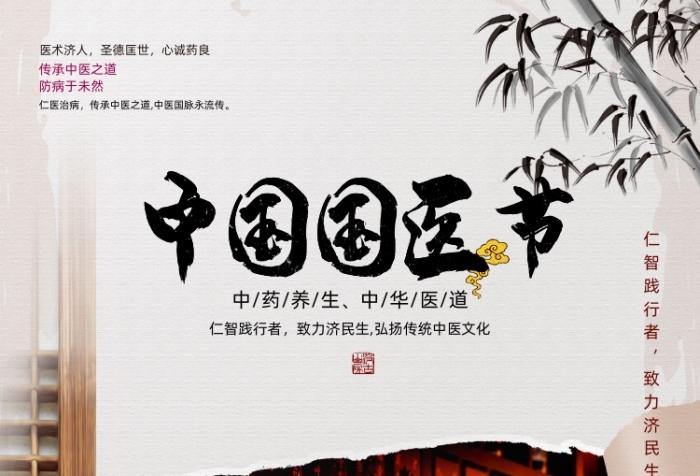 医术济人，圣德匡世，心诚药良
传承中医之道
防病于未然
仁医治病，传承中医之道,中医国脉永流传。
中国国医节
中/药/养/生、中/华/医/道
仁智践行者，致力济民生,弘扬传统中医文化
仁智践行者，致力济民生